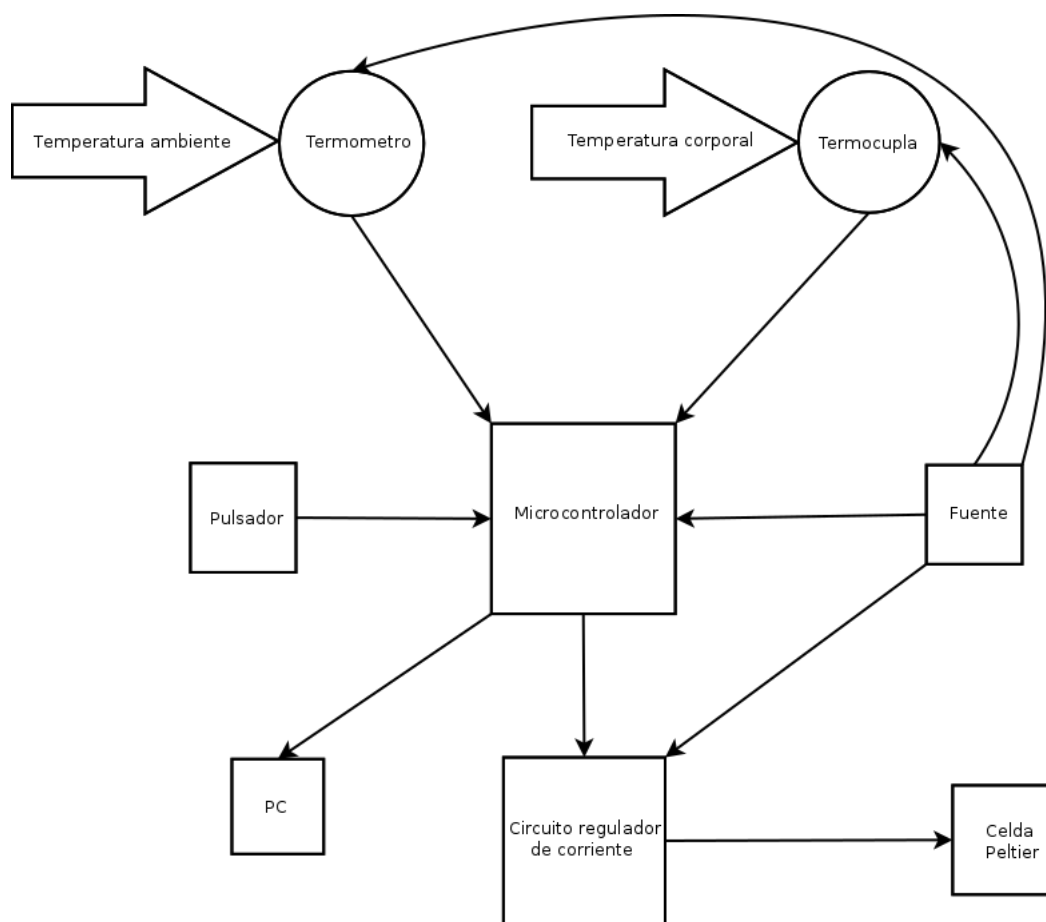 Temperatura ambiente
Termometro
Temperatura corporal
Termocupla
Pulsador
Microcontrolador
Fuente
PC
Circuito regulador
de corriente
Celda
Peltier